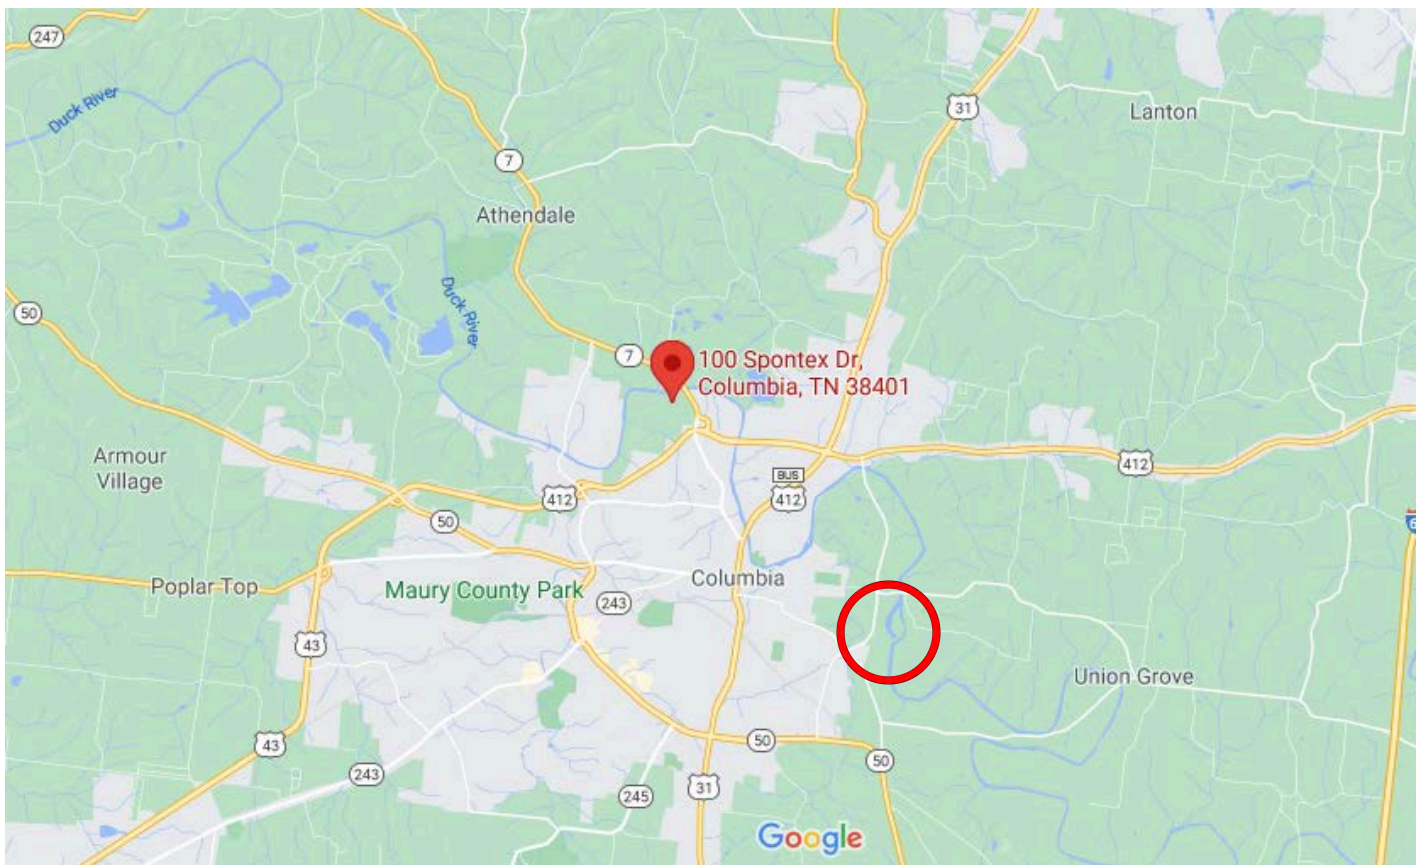 247
Duck River
31
Lanton
7
Athendale
Duck River
50
7
100 Spontex Dr,
Columbia, TN 38401
Armour
Village
412
BUS
412
412
50
6
Poplar Top
Maury County Park
243
Columbia
43
Union Grove
43
50
50
243
245
31
Google